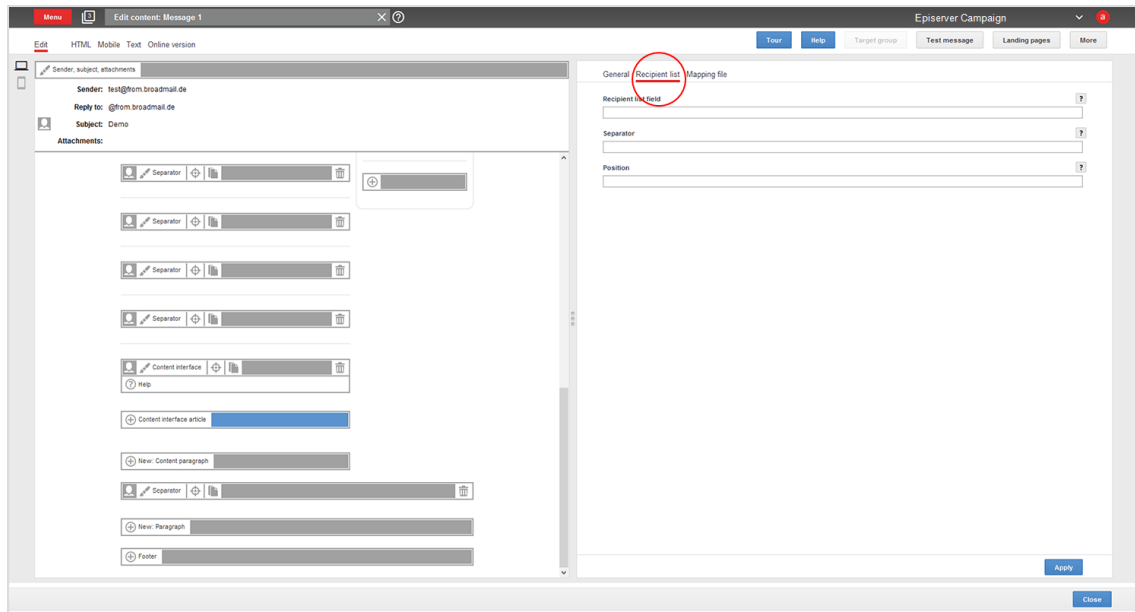 Menu 3 Edit content: Message 1 ? Episerver Campaign a
Edit HTML Mobile Text Online version Tour Help Target group Test message Landing pages More
Sender, subject, attachments
Sender: test@from.broadmail.de
Reply to: @from.broadmail.de
Subject: Demo
Attachments:
Separator
Separator
Separator
Separator
Content interface
? Help
Content interface article
New: Content paragraph
Separator
New: Paragraph
Footer
General Recipient list Mapping file
Recipient list field ?
Separator ?
Position ?
Apply
Close